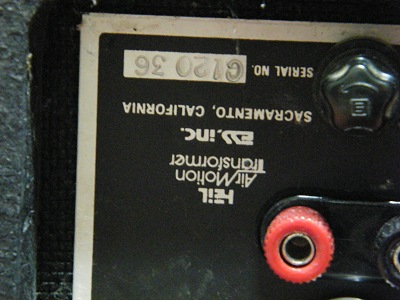 HEIL
AirMotion
Transformer
ESS, inc.
SACRAMENTO, CALIFORNIA
SERIAL NO. G120 36